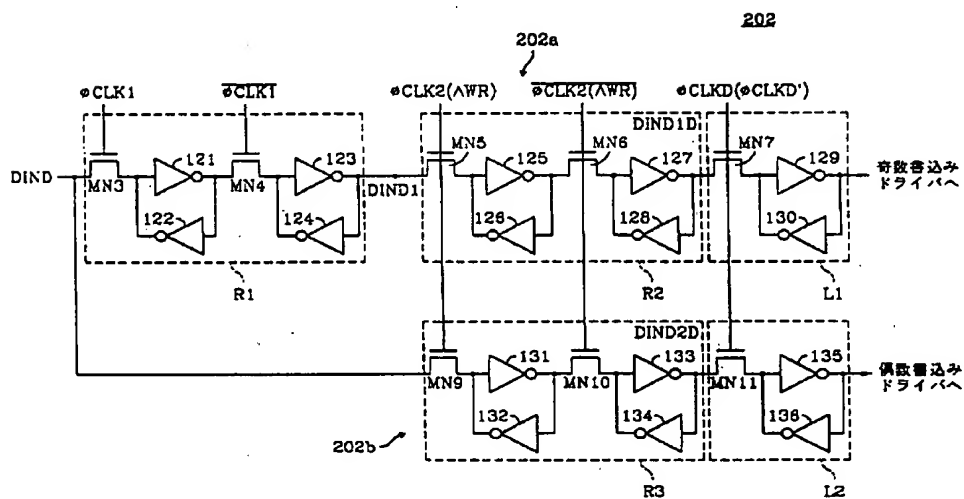 202
202a
φCLK1
φCLK1
φCLK2(∧WR)
φCLK2(∧WR)
φCLKD(φCLKD')
DIND1D
DIND
MN3
121
MN4
123
DIND1
MN5
125
MN6
127
MN7
129
奇数書込み
ドライバへ
122
124
126
128
130
R1
R2
L1
DIND2D
MN9
131
MN10
133
MN11
135
偶数書込み
ドライバへ
132
134
136
202b
R3
L2